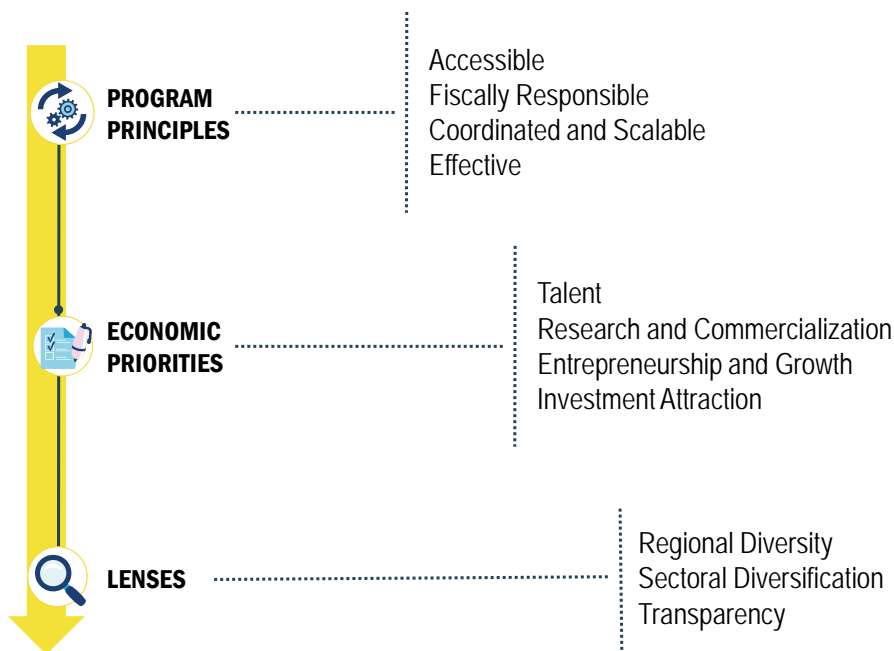 PROGRAM
PRINCIPLES
Accessible
Fiscally Responsible
Coordinated and Scalable
Effective
ECONOMIC
PRIORITIES
Talent
Research and Commercialization
Entrepreneurship and Growth
Investment Attraction
LENSES
Regional Diversity
Sectoral Diversification
Transparency